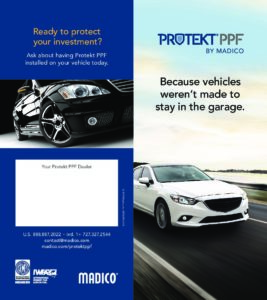 Ready to protect
your investment?
Ask about having Protekt PPF
installed on your vehicle today.
Your Protekt PPF Dealer
U.S. 888.887.2022 • Intl. 1+ 727.327.2544
contact@madico.com
madico.com/protektppf
MADICO®
PROTEKT® PPF
BY MADICO
Because vehicles
weren't made to
stay in the garage.